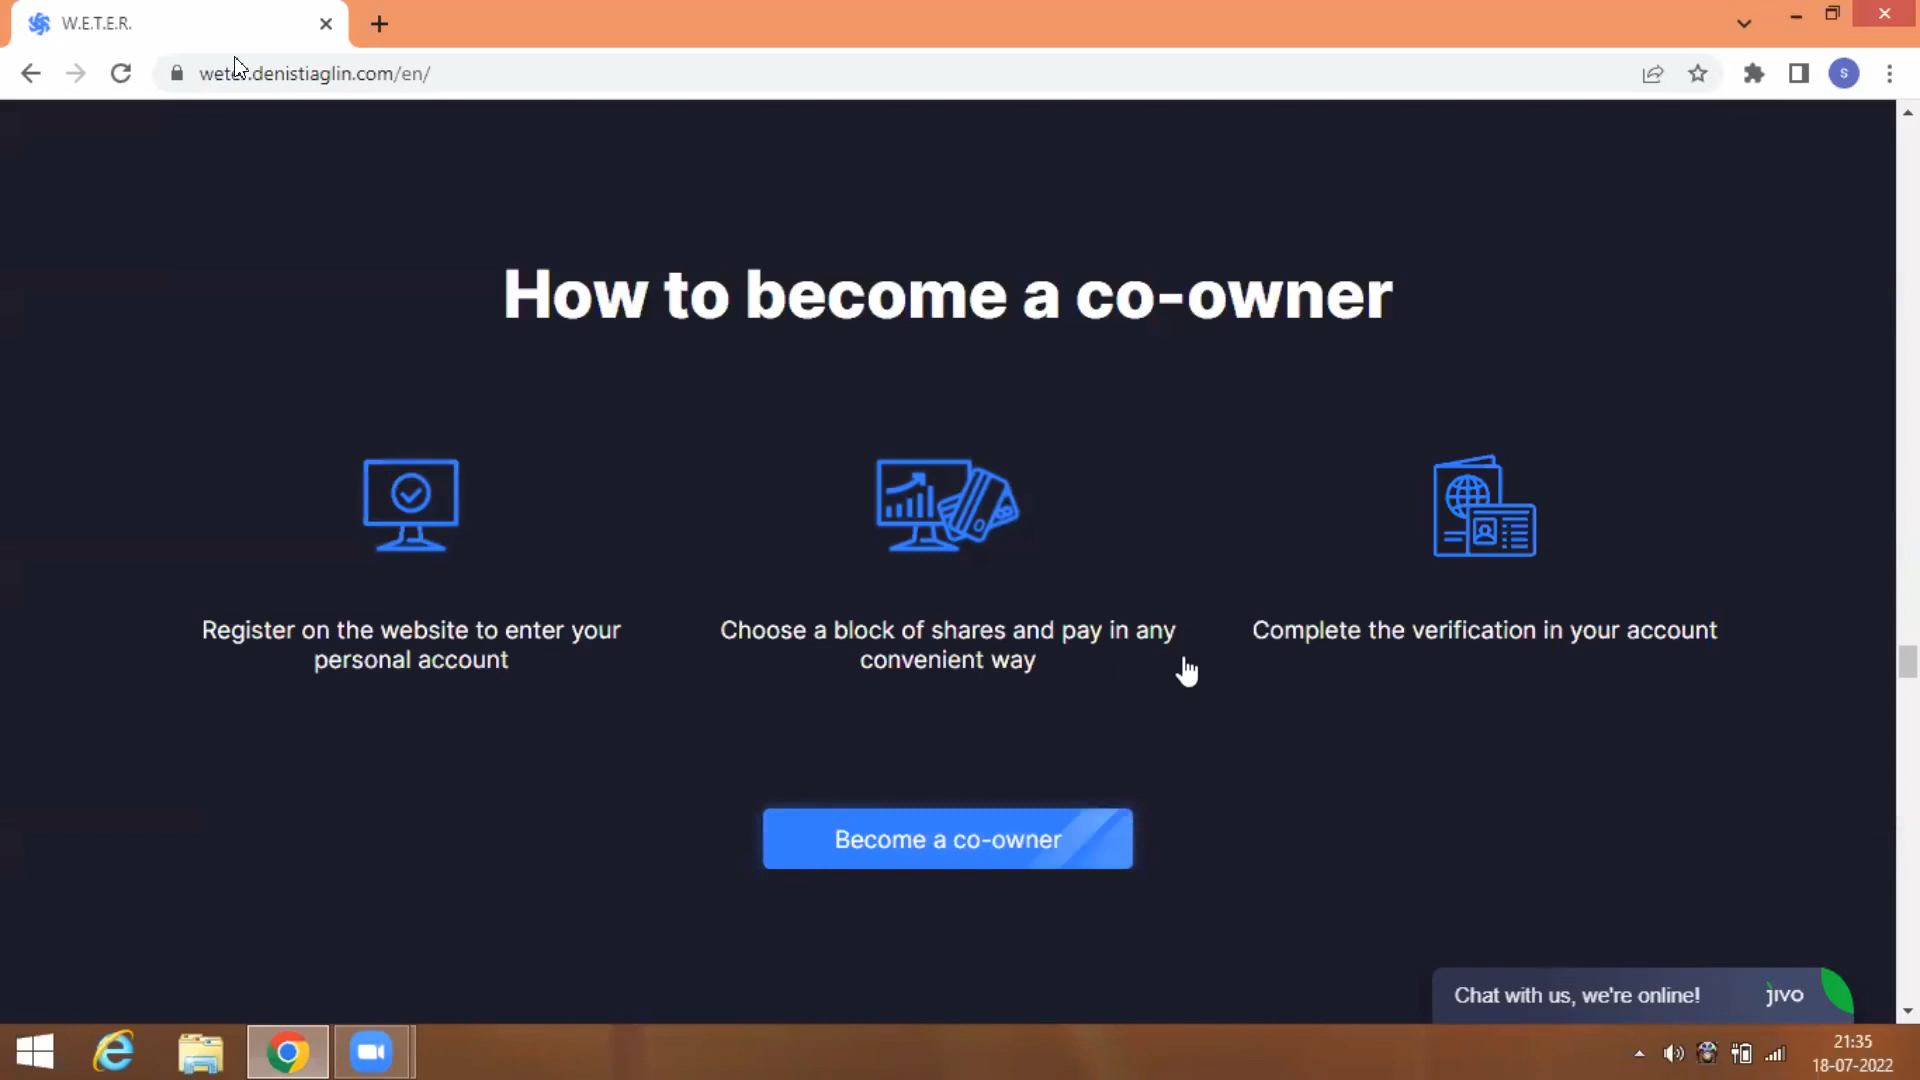 W.E.T.E.R.
weter.denistiaglin.com/en/
S
How to become a co-owner
Register on the website to enter your
personal account
Choose a block of shares and pay in any
convenient way
Complete the verification in your account
Become a co-owner
Chat with us, we're online!
jivo
21:35
18-07-2022